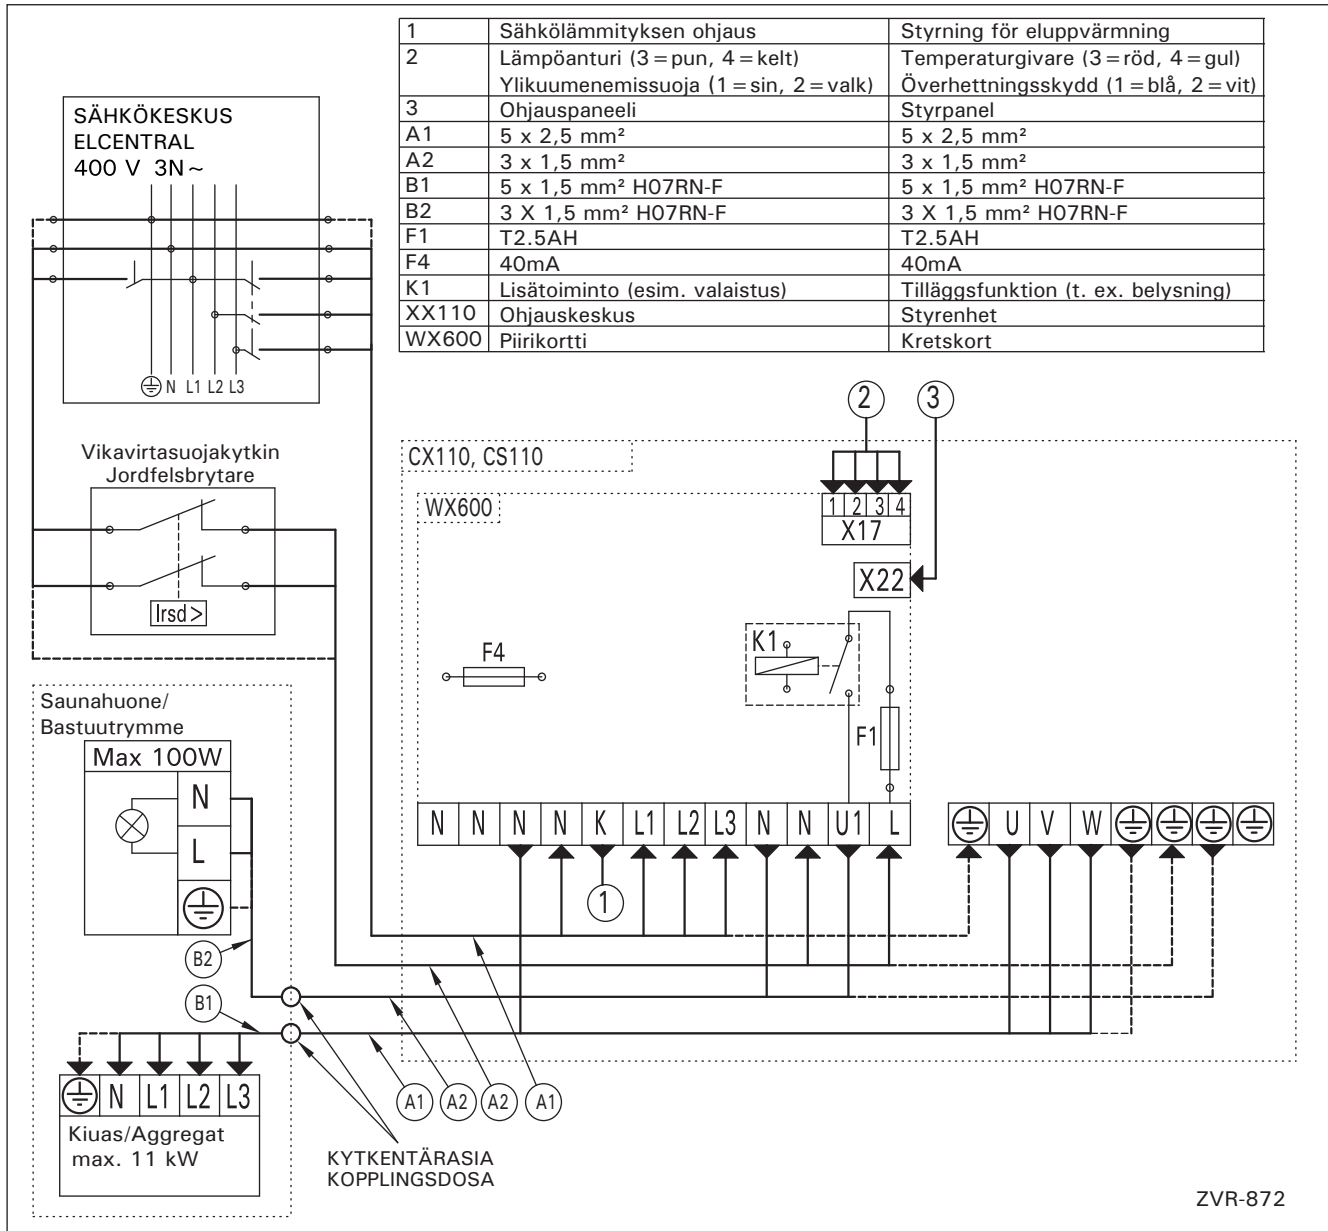 1 Sähkölämmityksen ohjaus Styrning för eluppvärmning
2 Lämpöanturi (3=pun, 4=kelt) Temperaturgivare (3=röd, 4=gul)
Ylikuumenemissuoja (1=sin, 2=valk) Överhettningsskydd (1=blå, 2=vit)
3 Ohjauspaneeli Styrpanel
A1 5 x 2,5 mm² 5 x 2,5 mm²
A2 3 x 1,5 mm² 3 x 1,5 mm²
B1 5 x 1,5 mm² H07RN-F 5 x 1,5 mm² H07RN-F
B2 3 X 1,5 mm² H07RN-F 3 X 1,5 mm² H07RN-F
F1 T2.5AH T2.5AH
F4 40mA 40mA
K1 Lisätoiminto (esim. valaistus) Tilläggsfunktion (t. ex. belysning)
XX110 Ohjauskeskus Styrenhet
WX600 Piirikortti Kretskort
SÄHKÖKESKUS
ELCENTRAL
400 V 3N~
N L1 L2 L3
Vikavirtasuojakytkin
Jordfelsbrytare
Irsd>
2 3
CX110, CS110
WX600
1 2 3 4
X17
X22
K1
F4
F1
Saunahuone/
Bastuutrymme
Max 100W
N
L
N N N N K L1 L2 L3 N N U1 L
U V W
1
B2
B1
A1 A2 A2 A1
N L1 L2 L3
Kiuas/Aggregat
max. 11 kW
KYTKENTÄRASIA
KOPPLINGSDOSA
ZVR-872